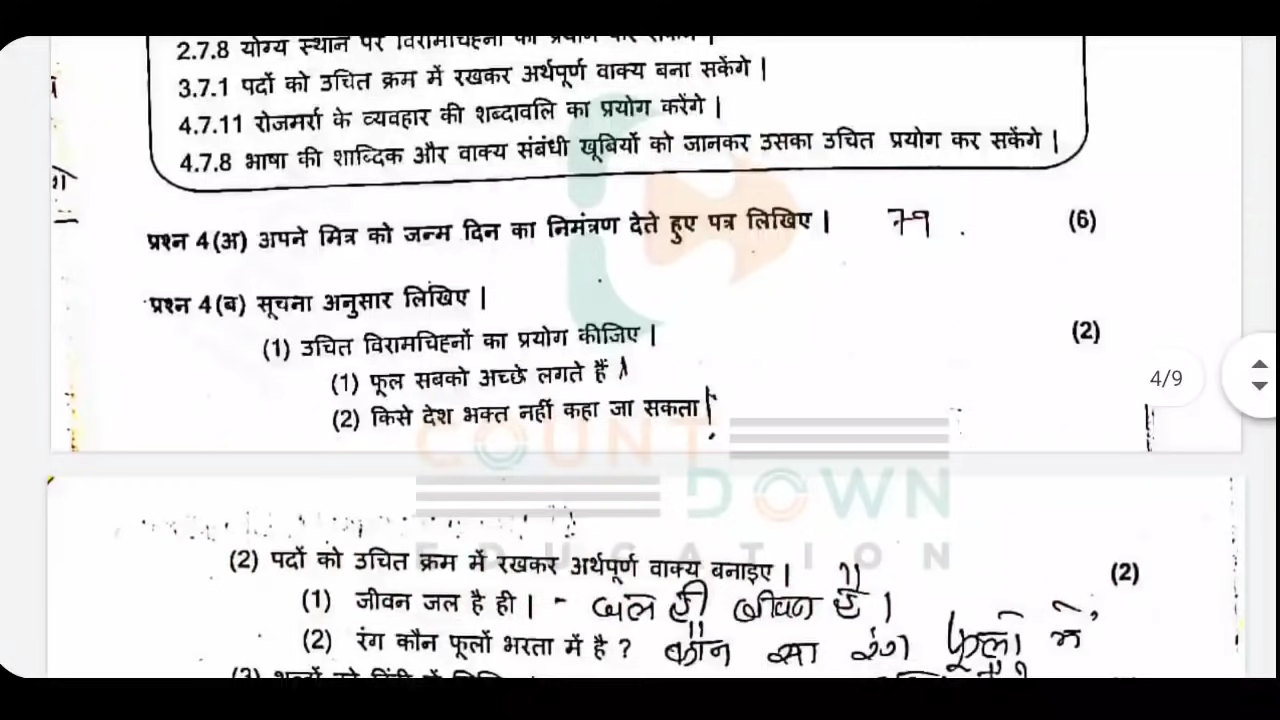 2.7.8 योग्य स्थान पर विरामचिह्नों का प्रयोग कर सकेंगे |
3.7.1 पदों को उचित क्रम में रखकर अर्थपूर्ण वाक्य बना सकेंगे |
4.7.11 रोजमर्रा के व्यवहार की शब्दावलि का प्रयोग करेंगे |
4.7.8 भाषा की शाब्दिक और वाक्य संबंधी खूबियों को जानकर उसका उचित प्रयोग कर सकेंगे |
प्रश्न 4(अ) अपने मित्र को जन्म दिन का निमंत्रण देते हुए पत्र लिखिए | (6)
प्रश्न 4(ब) सूचना अनुसार लिखिए |
(1) उचित विरामचिह्नों का प्रयोग कीजिए | (2)
(1) फूल सबको अच्छे लगते हैं |
(2) किसे देश भक्त नहीं कहा जा सकता
4/9
COUNT
DOWN
EDUCATION
(2) पदों को उचित क्रम में रखकर अर्थपूर्ण वाक्य बनाइए | (2)
(1) जीवन जल है ही | - जल ही जीवन है |
(2) रंग कौन फूलों भरता में है ? कौन सा रंग फूलों में